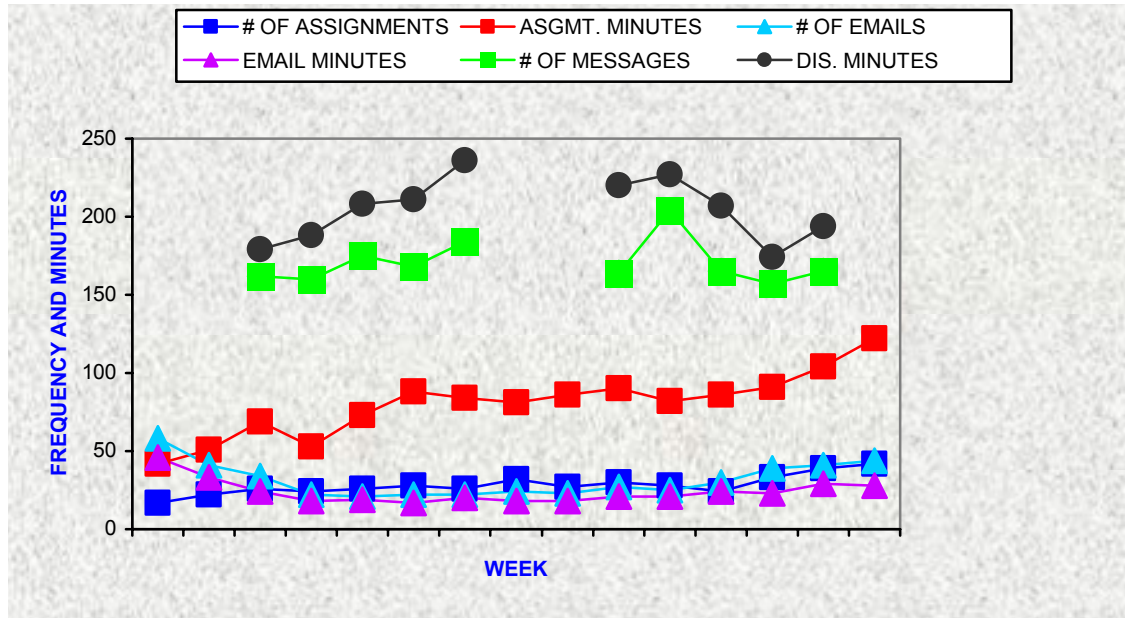 # OF ASSIGNMENTS ASGMT. MINUTES # OF EMAILS
EMAIL MINUTES # OF MESSAGES DIS. MINUTES
250
200
150
100
50
0
FREQUENCY AND MINUTES
WEEK